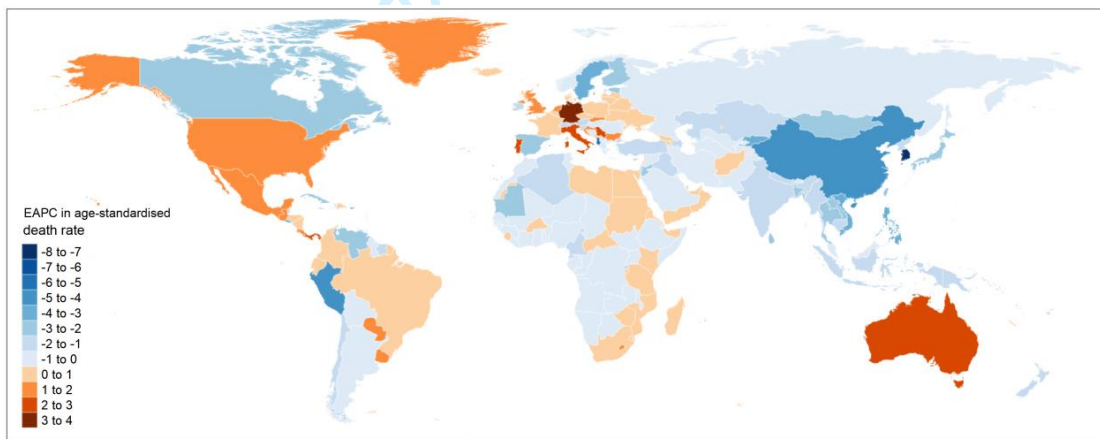 EAPC in age-standardised
death rate
-8 to -7
-7 to -6
-6 to -5
-5 to -4
-4 to -3
-3 to -2
-2 to -1
-1 to 0
0 to 1
1 to 2
2 to 3
3 to 4